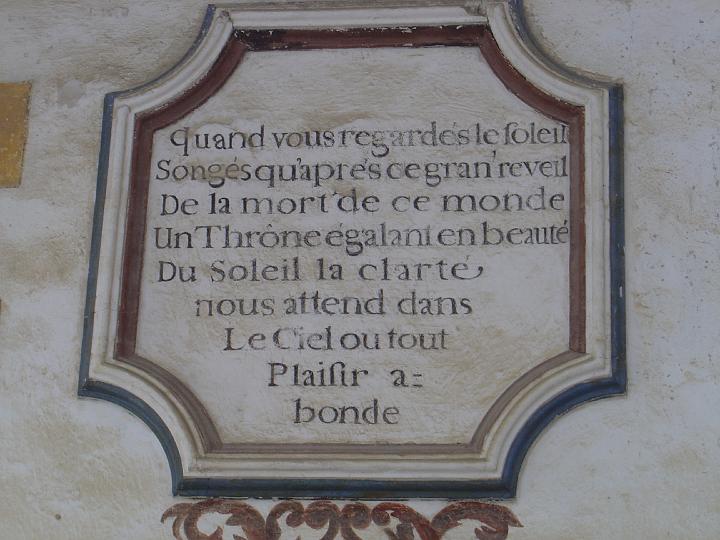 Quand vous regardés le ſoleil
Songés qu'aprés ce gran' reveil
De la mort de ce monde
Un Thrône égalant en beauté
Du Soleil la clarté
nous attend dans
Le Ciel ou tout
Plaiſir a=
bonde